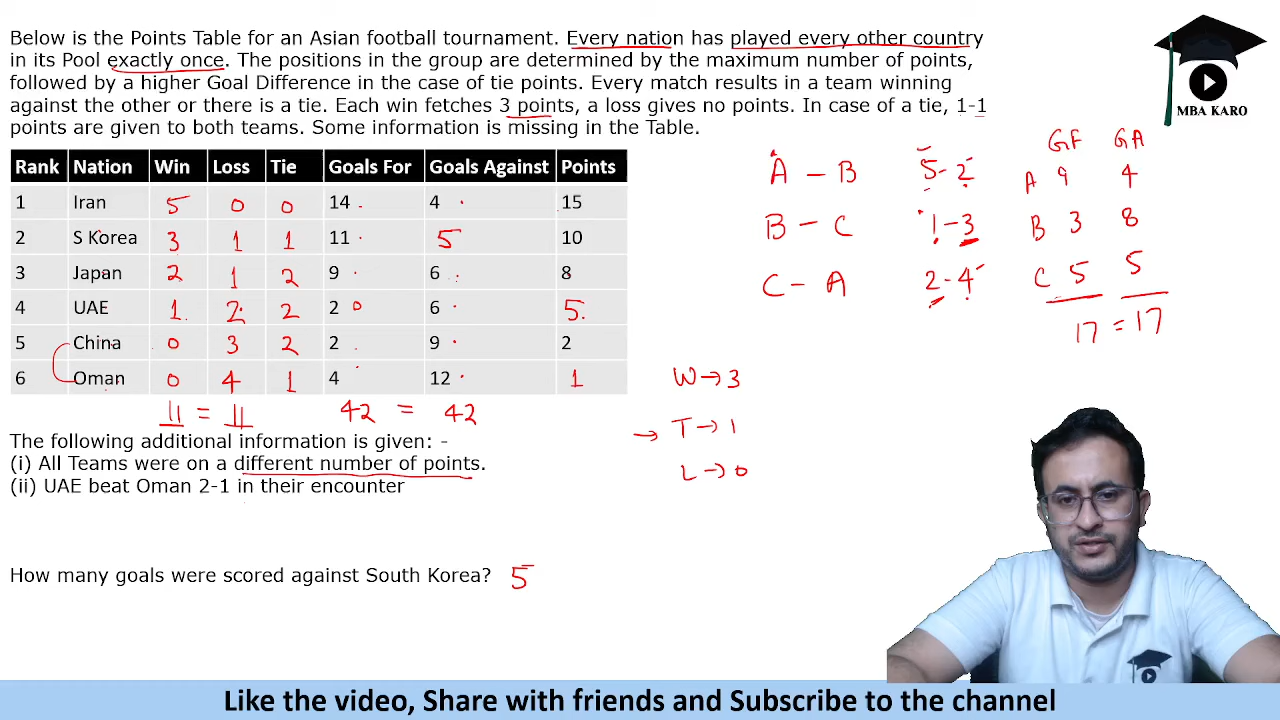 Below is the Points Table for an Asian football tournament. Every nation has played every other country
in its Pool exactly once. The positions in the group are determined by the maximum number of points,
followed by a higher Goal Difference in the case of tie points. Every match results in a team winning
against the other or there is a tie. Each win fetches 3 points, a loss gives no points. In case of a tie, 1-1
points are given to both teams. Some information is missing in the Table.
MBA KARO
Rank Nation Win Loss Tie Goals For Goals Against Points
1 Iran 5 0 0 14 4 15
2 S Korea 3 1 1 11 5 10
3 Japan 2 1 2 9 6 8
4 UAE 1 2 2 2 6 5
5 China 0 3 2 2 9 2
6 Oman 0 4 1 4 12 1
11 = 11 42 = 42
GF GA
A - B 5-2 A 9 4
B - C 1-3 B 3 8
C - A 2-4 C 5 5
17 = 17
W → 3
→ T → 1
L → 0
The following additional information is given: -
(i) All Teams were on a different number of points.
(ii) UAE beat Oman 2-1 in their encounter
How many goals were scored against South Korea? 5
MBA KARO
Like the video, Share with friends and Subscribe to the channel